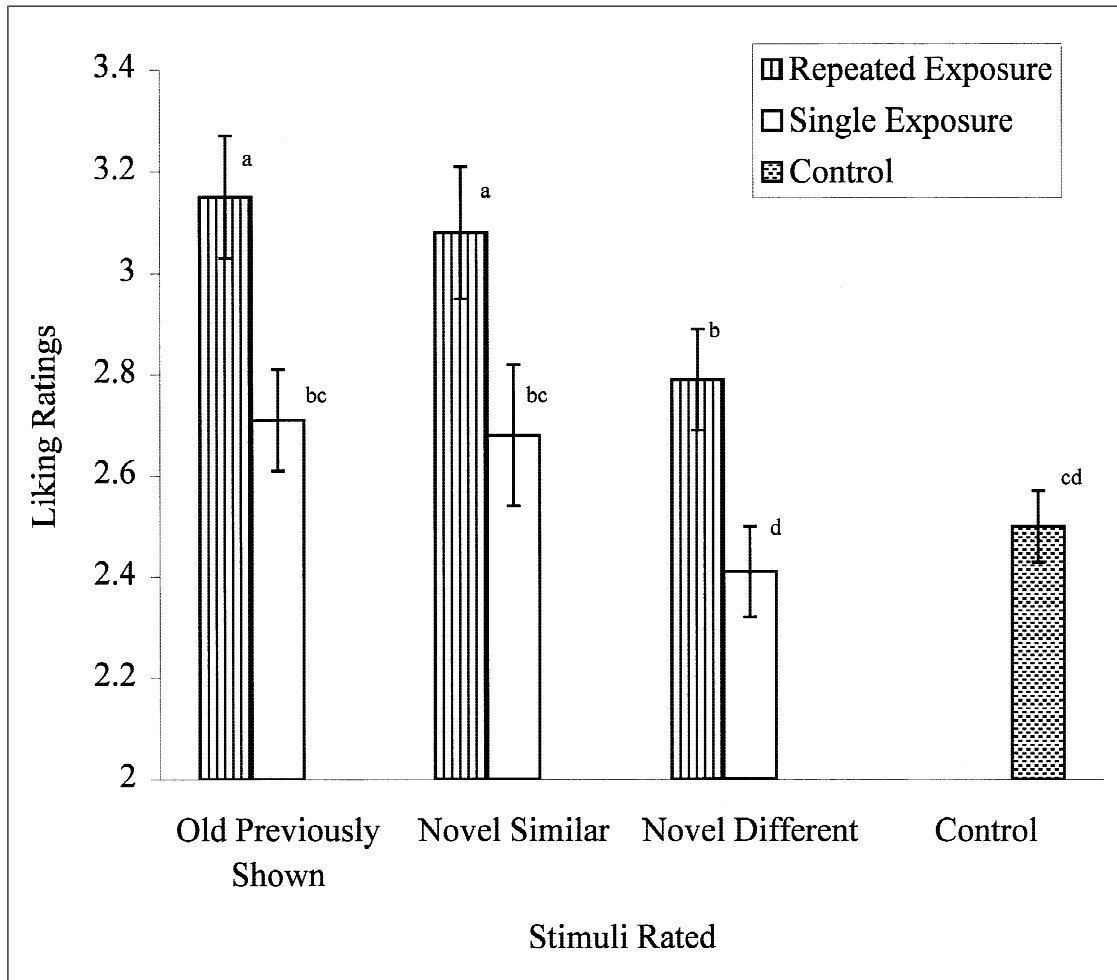 Repeated Exposure
Single Exposure
Control
3.4
3.2
3
2.8
2.6
2.4
2.2
2
Liking Ratings
a
bc
a
bc
b
d
cd
Old Previously
Shown
Novel Similar
Novel Different
Control
Stimuli Rated